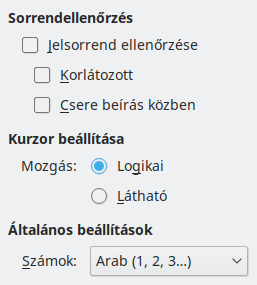 Sorrendellenőrzés
Jelsorrend ellenőrzése
Korlátozott
Csere beírás közben
Kurzor beállítása
Mozgás: Logikai
Látható
Általános beállítások
Számok: Arab (1, 2, 3...)